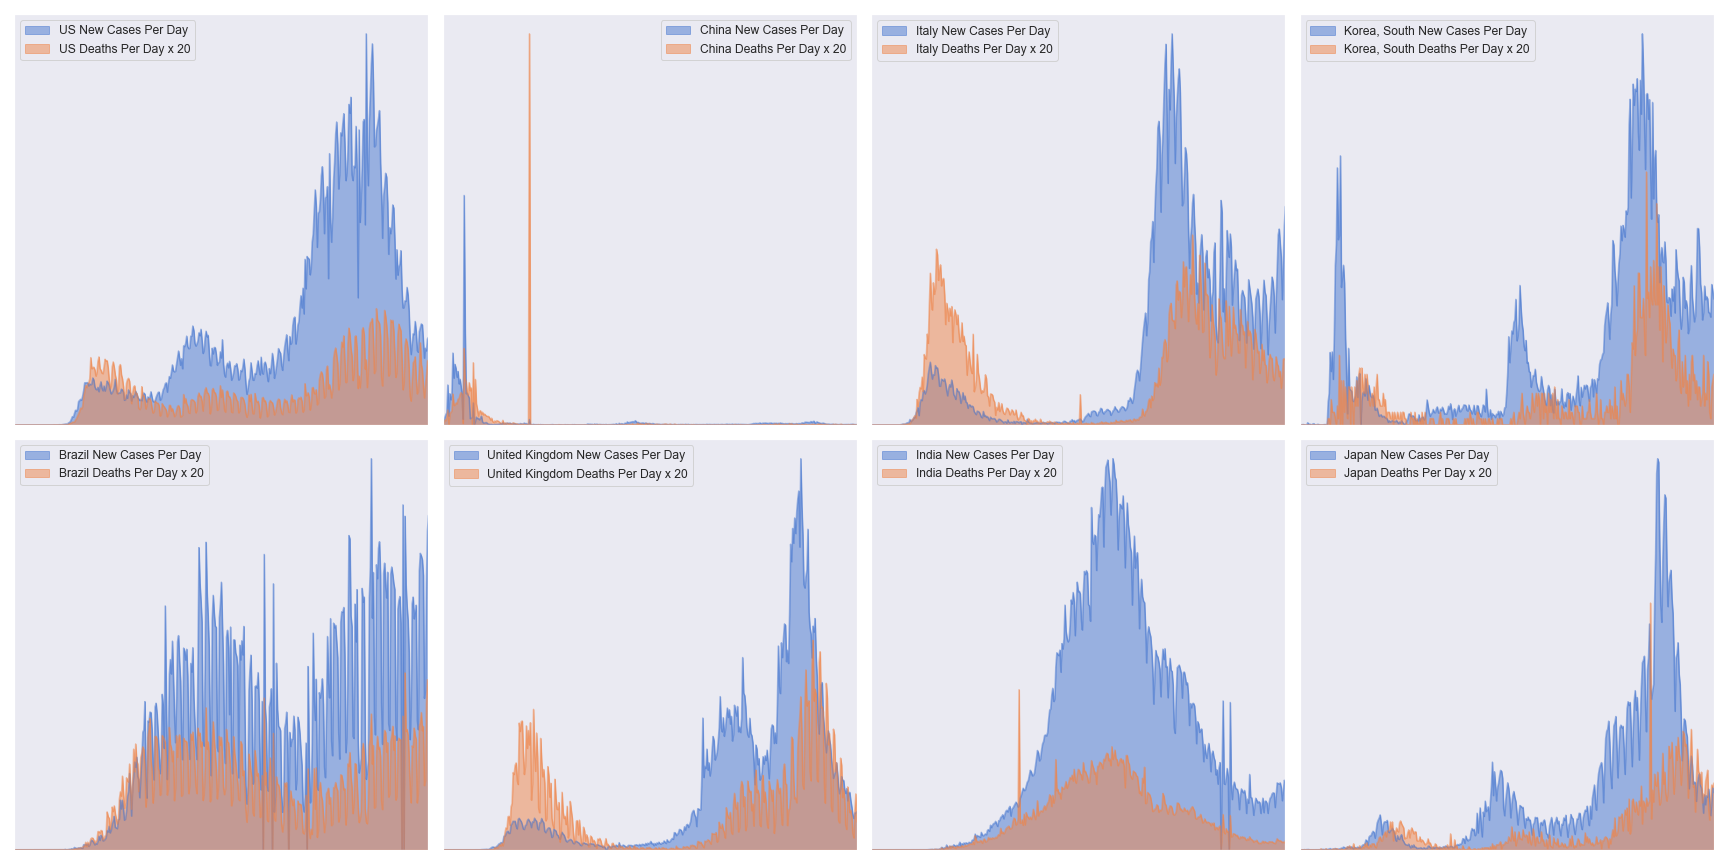 US New Cases Per Day
US Deaths Per Day x 20
China New Cases Per Day
China Deaths Per Day x 20
Italy New Cases Per Day
Italy Deaths Per Day x 20
Korea, South New Cases Per Day
Korea, South Deaths Per Day x 20
Brazil New Cases Per Day
Brazil Deaths Per Day x 20
United Kingdom New Cases Per Day
United Kingdom Deaths Per Day x 20
India New Cases Per Day
India Deaths Per Day x 20
Japan New Cases Per Day
Japan Deaths Per Day x 20